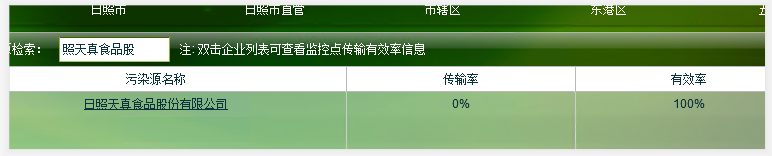 日照市 日照市直管 市辖区 东港区
检索： 照天真食品股 注: 双击企业列表可查看监控点传输有效率信息
污染源名称 传输率 有效率
日照天真食品股份有限公司 0% 100%